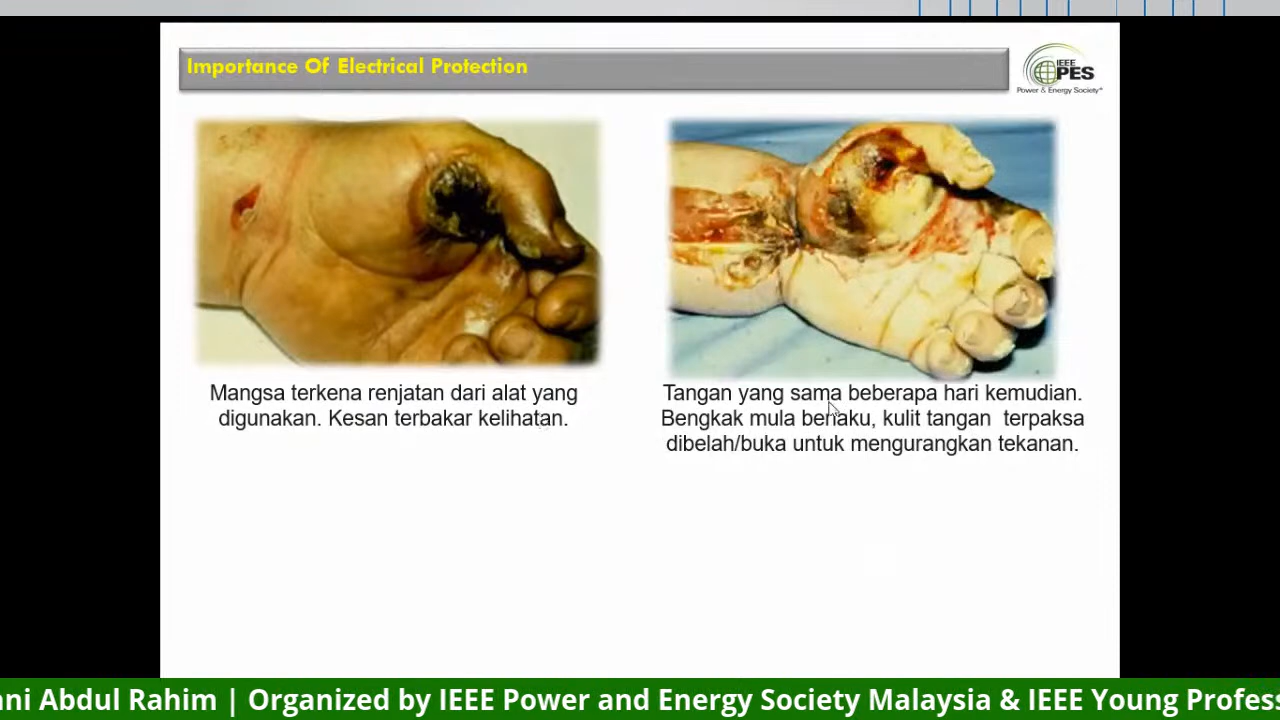 Importance Of Electrical Protection
IEEE
PES
Power & Energy Society®
Mangsa terkena renjatan dari alat yang
digunakan. Kesan terbakar kelihatan.
Tangan yang sama beberapa hari kemudian.
Bengkak mula berlaku, kulit tangan terpaksa
dibelah/buka untuk mengurangkan tekanan.
Abdul Rahim | Organized by IEEE Power and Energy Society Malaysia & IEEE Young